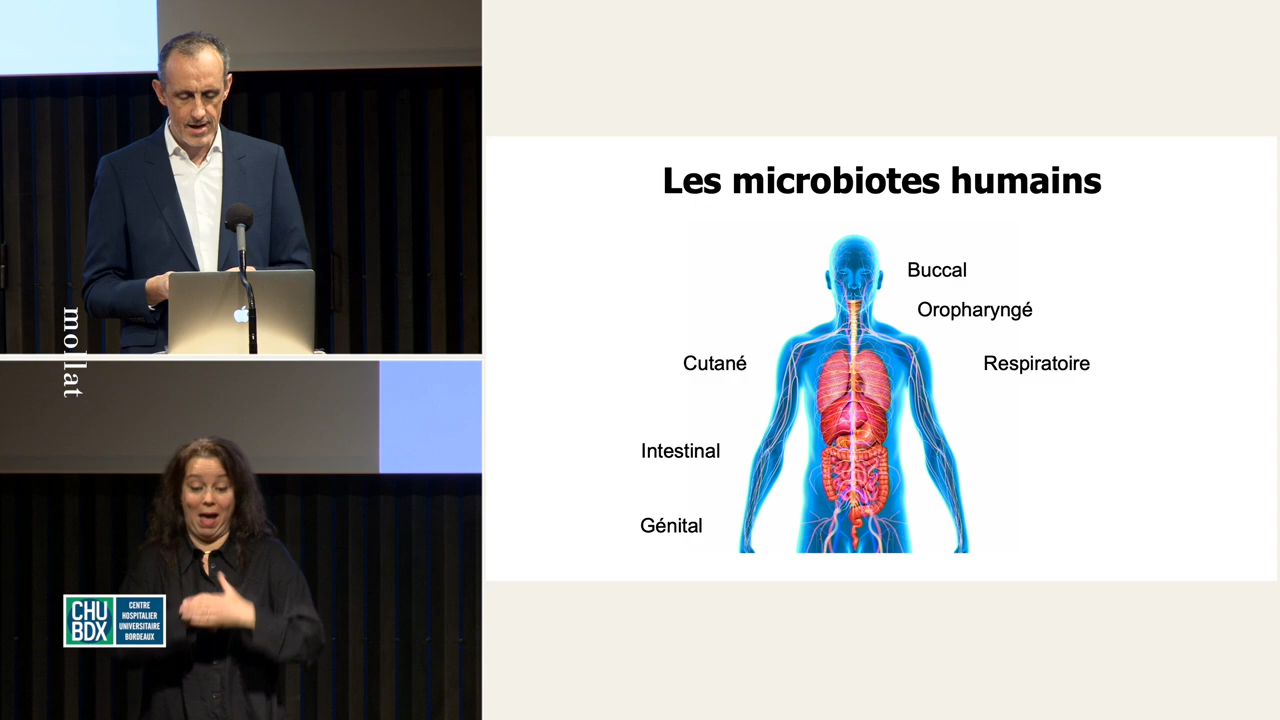 mollat
CHU
BDX
CENTRE
HOSPITALIER
UNIVERSITAIRE
BORDEAUX
Les microbiotes humains
Buccal
Oropharyngé
Cutané
Respiratoire
Intestinal
Génital